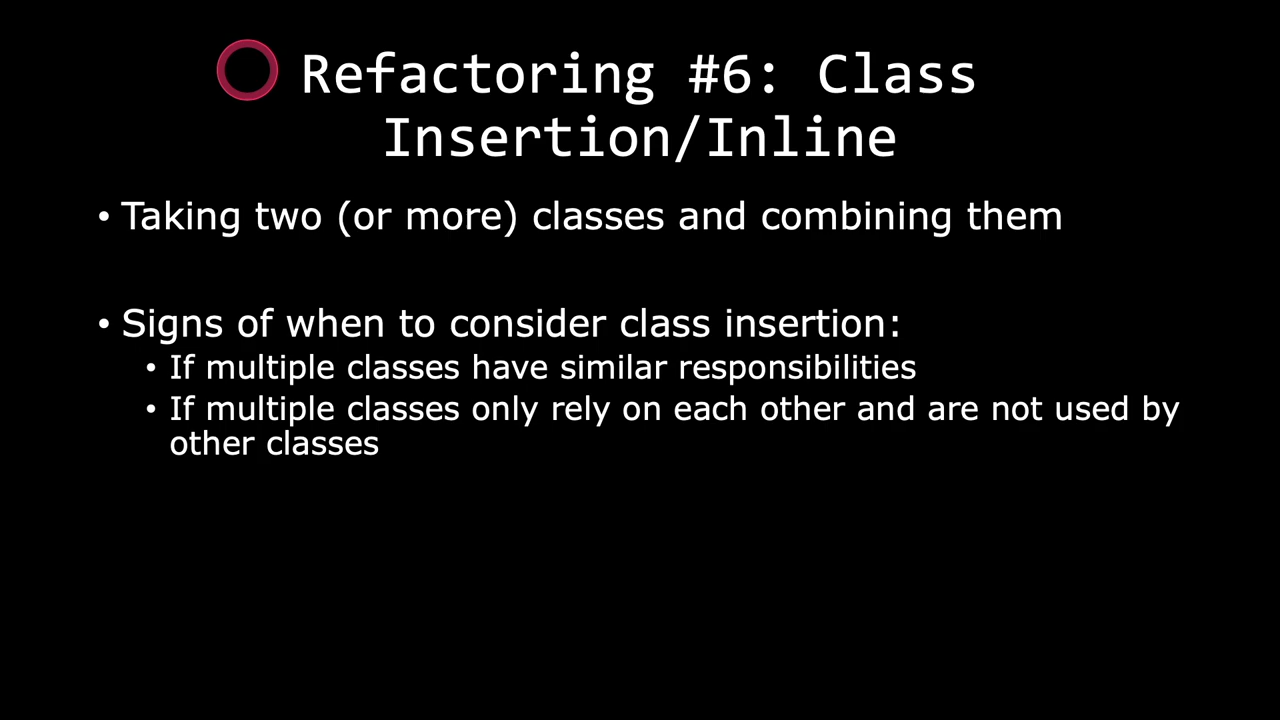 Refactoring #6: Class
Insertion/Inline
• Taking two (or more) classes and combining them
• Signs of when to consider class insertion:
• If multiple classes have similar responsibilities
• If multiple classes only rely on each other and are not used by
other classes